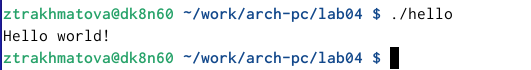 ztrakhmatova@dk8n60 ~/work/arch-pc/lab04 $ ./hello
Hello world!
ztrakhmatova@dk8n60 ~/work/arch-pc/lab04 $